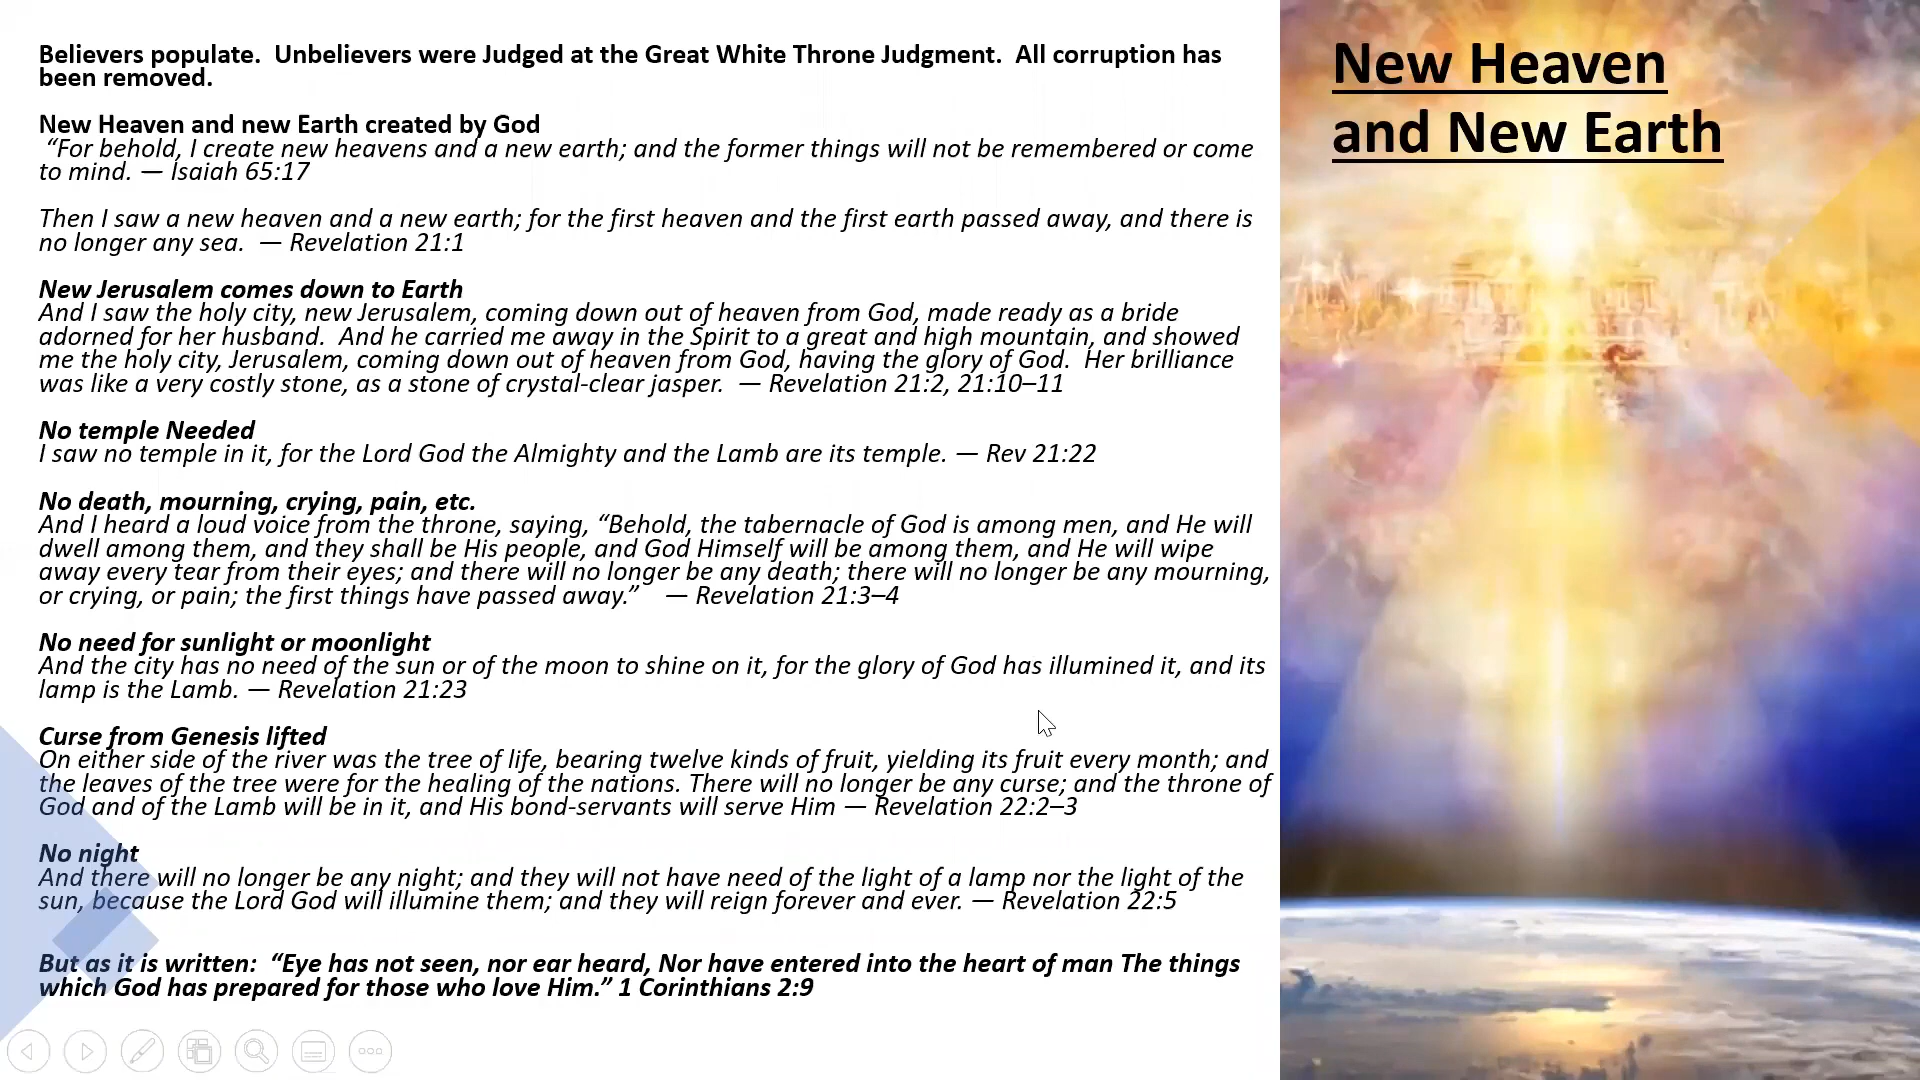 New Heaven
and New Earth
Believers populate.  Unbelievers were Judged at the Great White Throne Judgment.  All corruption has
been removed.
New Heaven and new Earth created by God
“For behold, I create new heavens and a new earth; and the former things will not be remembered or come
to mind. — Isaiah 65:17
Then I saw a new heaven and a new earth; for the first heaven and the first earth passed away, and there is
no longer any sea.  — Revelation 21:1
New Jerusalem comes down to Earth
And I saw the holy city, new Jerusalem, coming down out of heaven from God, made ready as a bride
adorned for her husband.  And he carried me away in the Spirit to a great and high mountain, and showed
me the holy city, Jerusalem, coming down out of heaven from God, having the glory of God.  Her brilliance
was like a very costly stone, as a stone of crystal-clear jasper.  — Revelation 21:2, 21:10–11
No temple Needed
I saw no temple in it, for the Lord God the Almighty and the Lamb are its temple. — Rev 21:22
No death, mourning, crying, pain, etc.
And I heard a loud voice from the throne, saying, “Behold, the tabernacle of God is among men, and He will
dwell among them, and they shall be His people, and God Himself will be among them, and He will wipe
away every tear from their eyes; and there will no longer be any death; there will no longer be any mourning,
or crying, or pain; the first things have passed away.”   — Revelation 21:3–4
No need for sunlight or moonlight
And the city has no need of the sun or of the moon to shine on it, for the glory of God has illumined it, and its
lamp is the Lamb. — Revelation 21:23
Curse from Genesis lifted
On either side of the river was the tree of life, bearing twelve kinds of fruit, yielding its fruit every month; and
the leaves of the tree were for the healing of the nations. There will no longer be any curse; and the throne of
God and of the Lamb will be in it, and His bond-servants will serve Him — Revelation 22:2–3
No night
And there will no longer be any night; and they will not have need of the light of a lamp nor the light of the
sun, because the Lord God will illumine them; and they will reign forever and ever. — Revelation 22:5
But as it is written:  “Eye has not seen, nor ear heard, Nor have entered into the heart of man The things
which God has prepared for those who love Him.” 1 Corinthians 2:9